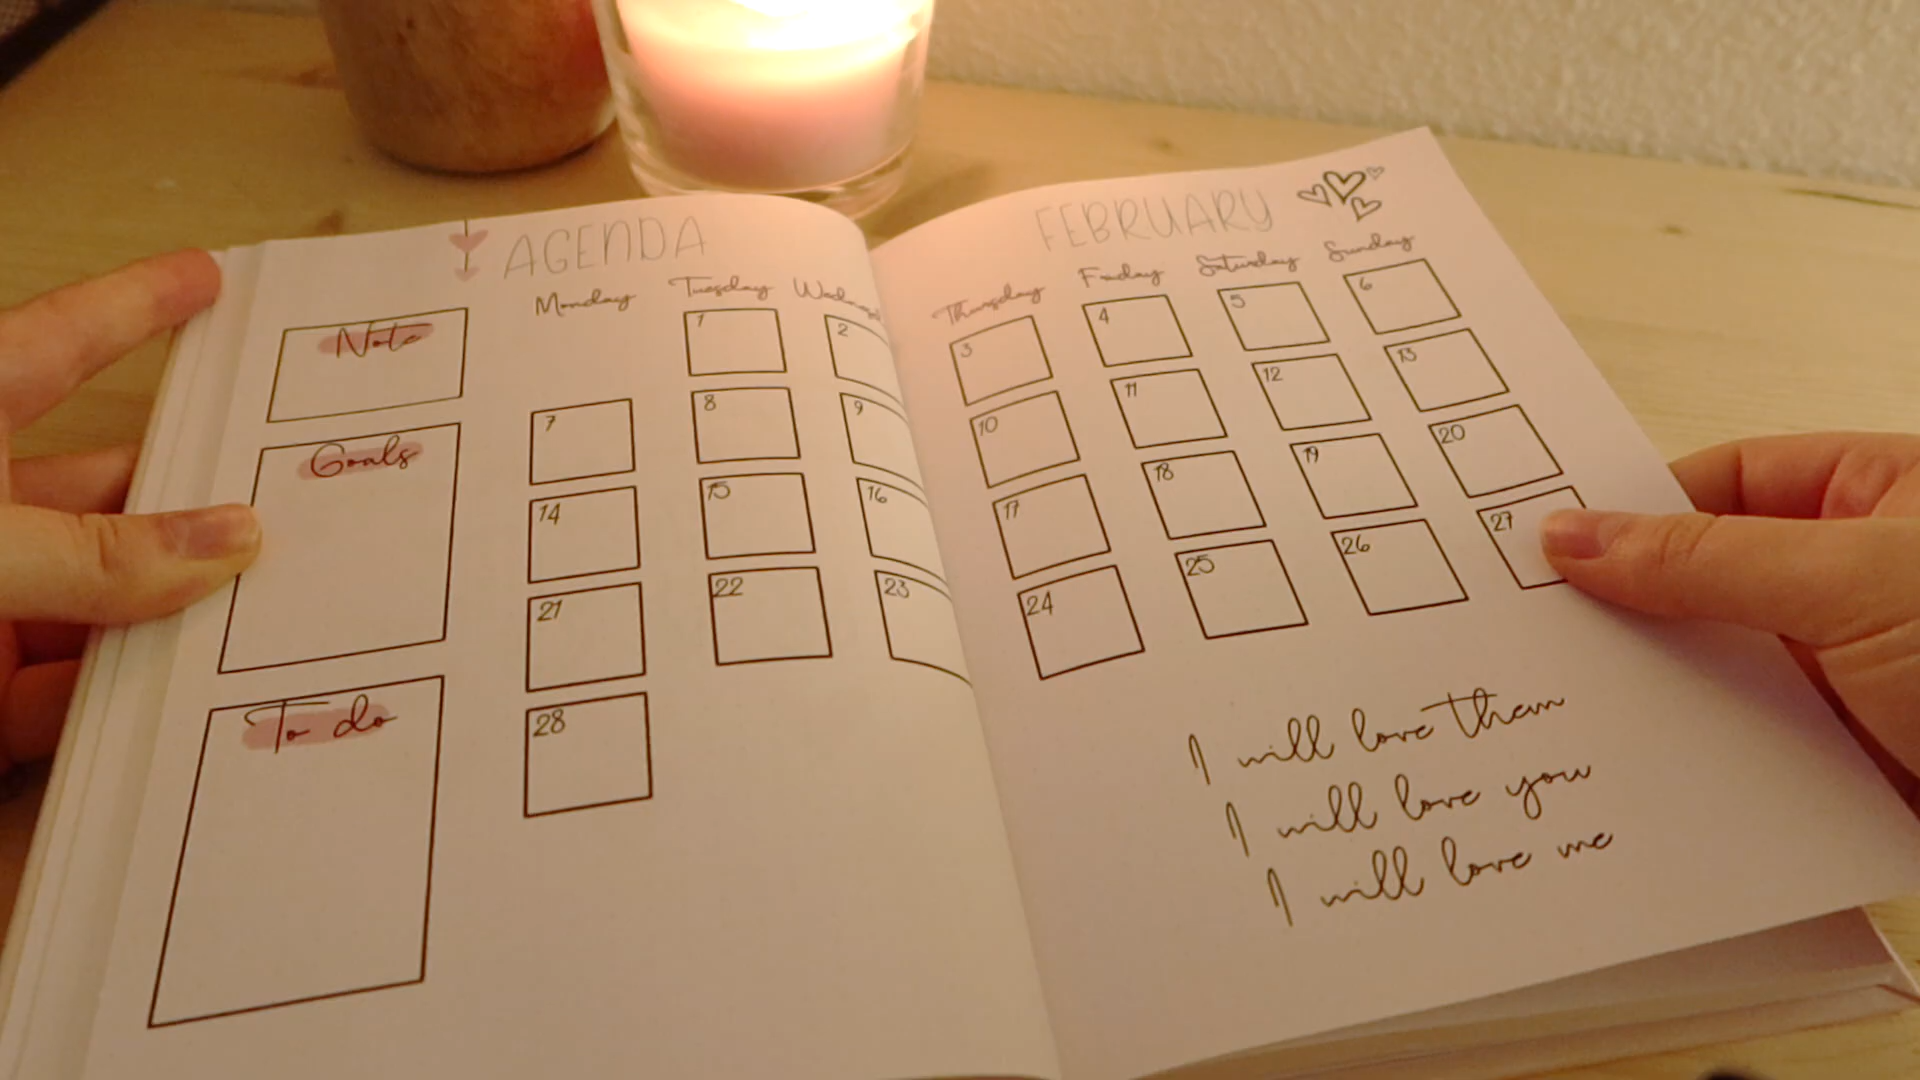 AGENDA
FEBRUARY
Note
Goals
To do
Monday Tuesday Wednesd Thursday Friday Saturday Sunday
1 2 3 4 5 6
7 8 9 10 11 12 13
14 15 16 17 18 19 20
21 22 23 24 25 26 27
28
I will love them
I will love you
I will love me